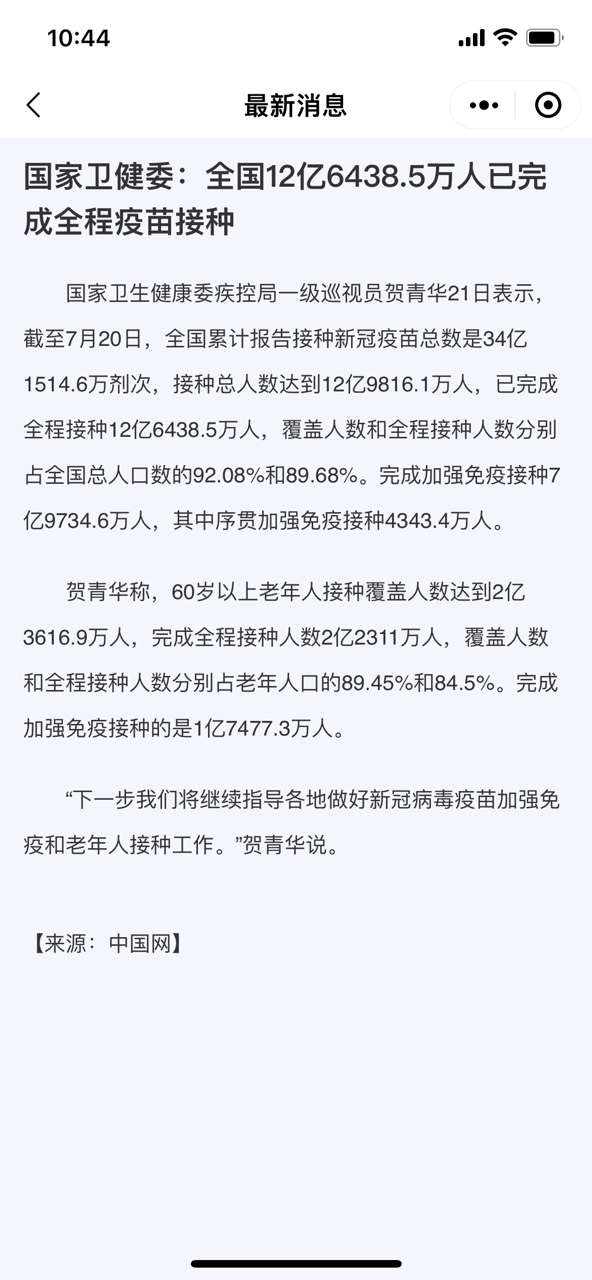 10:44
最新消息
国家卫健委：全国12亿6438.5万人已完
成全程疫苗接种
国家卫生健康委疾控局一级巡视员贺青华21日表示，
截至7月20日，全国累计报告接种新冠疫苗总数是34亿
1514.6万剂次，接种总人数达到12亿9816.1万人，已完成
全程接种12亿6438.5万人，覆盖人数和全程接种人数分别
占全国总人口数的92.08%和89.68%。完成加强免疫接种7
亿9734.6万人，其中序贯加强免疫接种4343.4万人。
贺青华称，60岁以上老年人接种覆盖人数达到2亿
3616.9万人，完成全程接种人数2亿2311万人，覆盖人数
和全程接种人数分别占老年人口的89.45%和84.5%。完成
加强免疫接种的是1亿7477.3万人。
“下一步我们将继续指导各地做好新冠病毒疫苗加强免
疫和老年人接种工作。”贺青华说。
【来源：中国网】